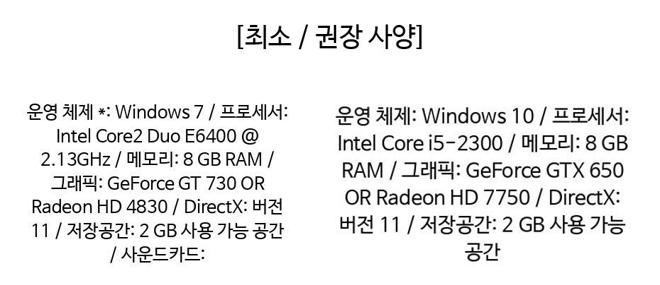 [최소 / 권장 사양]
운영 체제 *: Windows 7 / 프로세서:
Intel Core2 Duo E6400 @
2.13GHz / 메모리: 8 GB RAM /
그래픽: GeForce GT 730 OR
Radeon HD 4830 / DirectX: 버전
11 / 저장공간: 2 GB 사용 가능 공간
/ 사운드카드:
운영 체제: Windows 10 / 프로세서:
Intel Core i5-2300 / 메모리: 8 GB
RAM / 그래픽: GeForce GTX 650
OR Radeon HD 7750 / DirectX:
버전 11 / 저장공간: 2 GB 사용 가능
공간